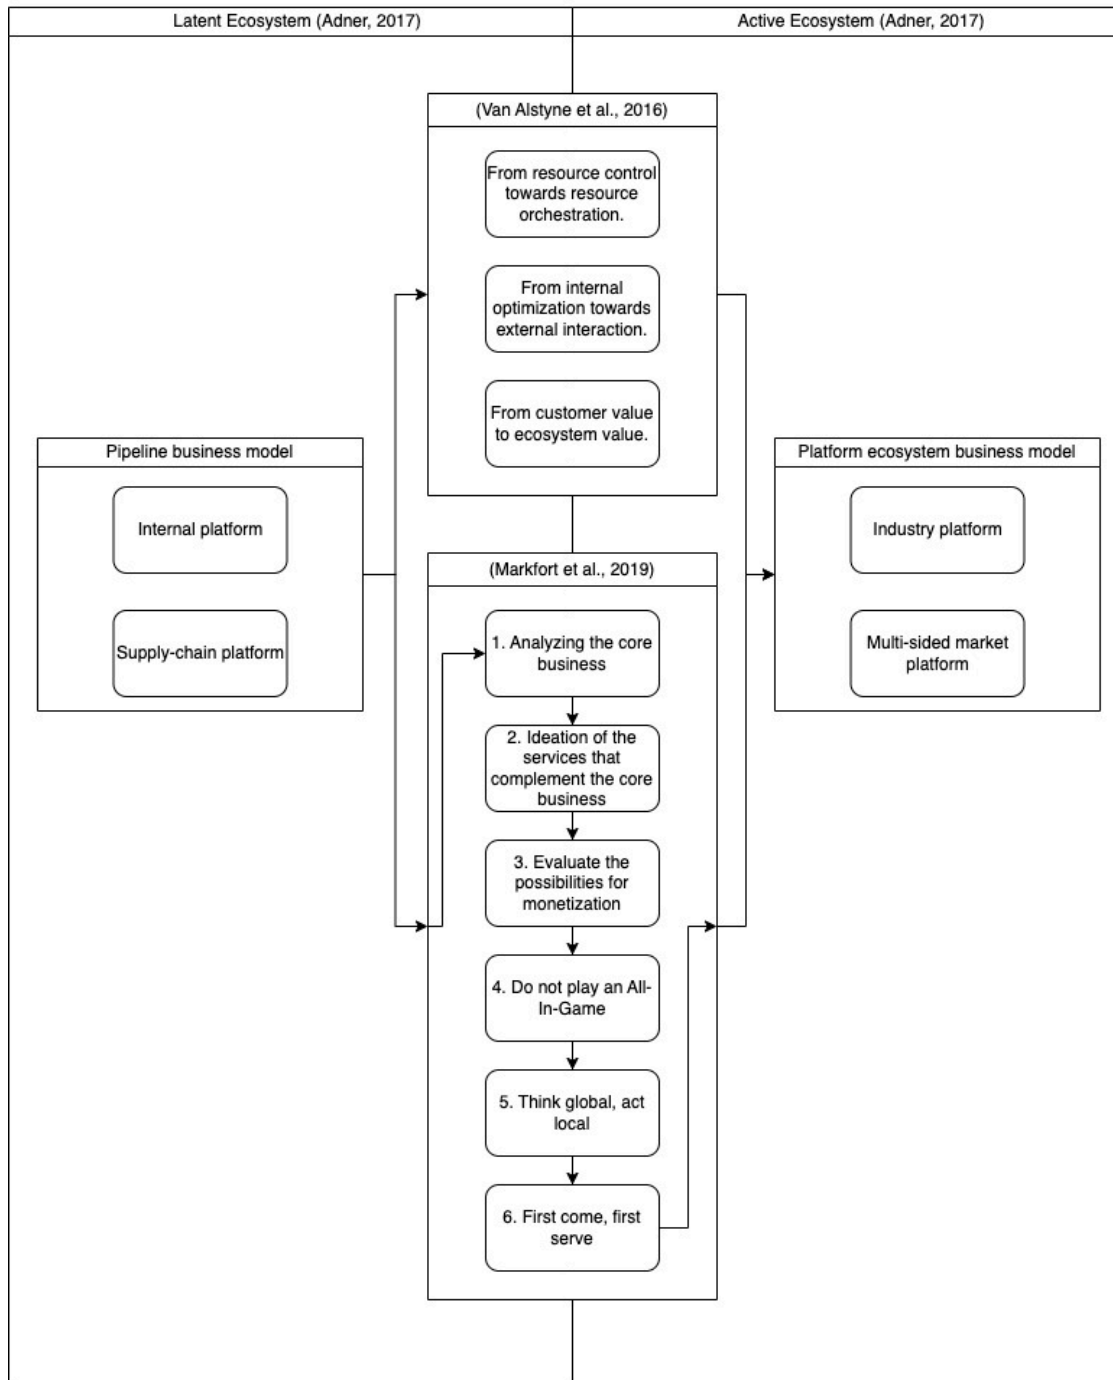 Latent Ecosystem (Adner, 2017)
Active Ecosystem (Adner, 2017)
(Van Alstyne et al., 2016)
From resource control
towards resource
orchestration.
From internal
optimization towards
external interaction.
From customer value
to ecosystem value.
Pipeline business model
Internal platform
Supply-chain platform
Platform ecosystem business model
Industry platform
Multi-sided market
platform
(Markfort et al., 2019)
1. Analyzing the core
business
2. Ideation of the
services that
complement the core
business
3. Evaluate the
possibilities for
monetization
4. Do not play an All-
In-Game
5. Think global, act
local
6. First come, first
serve